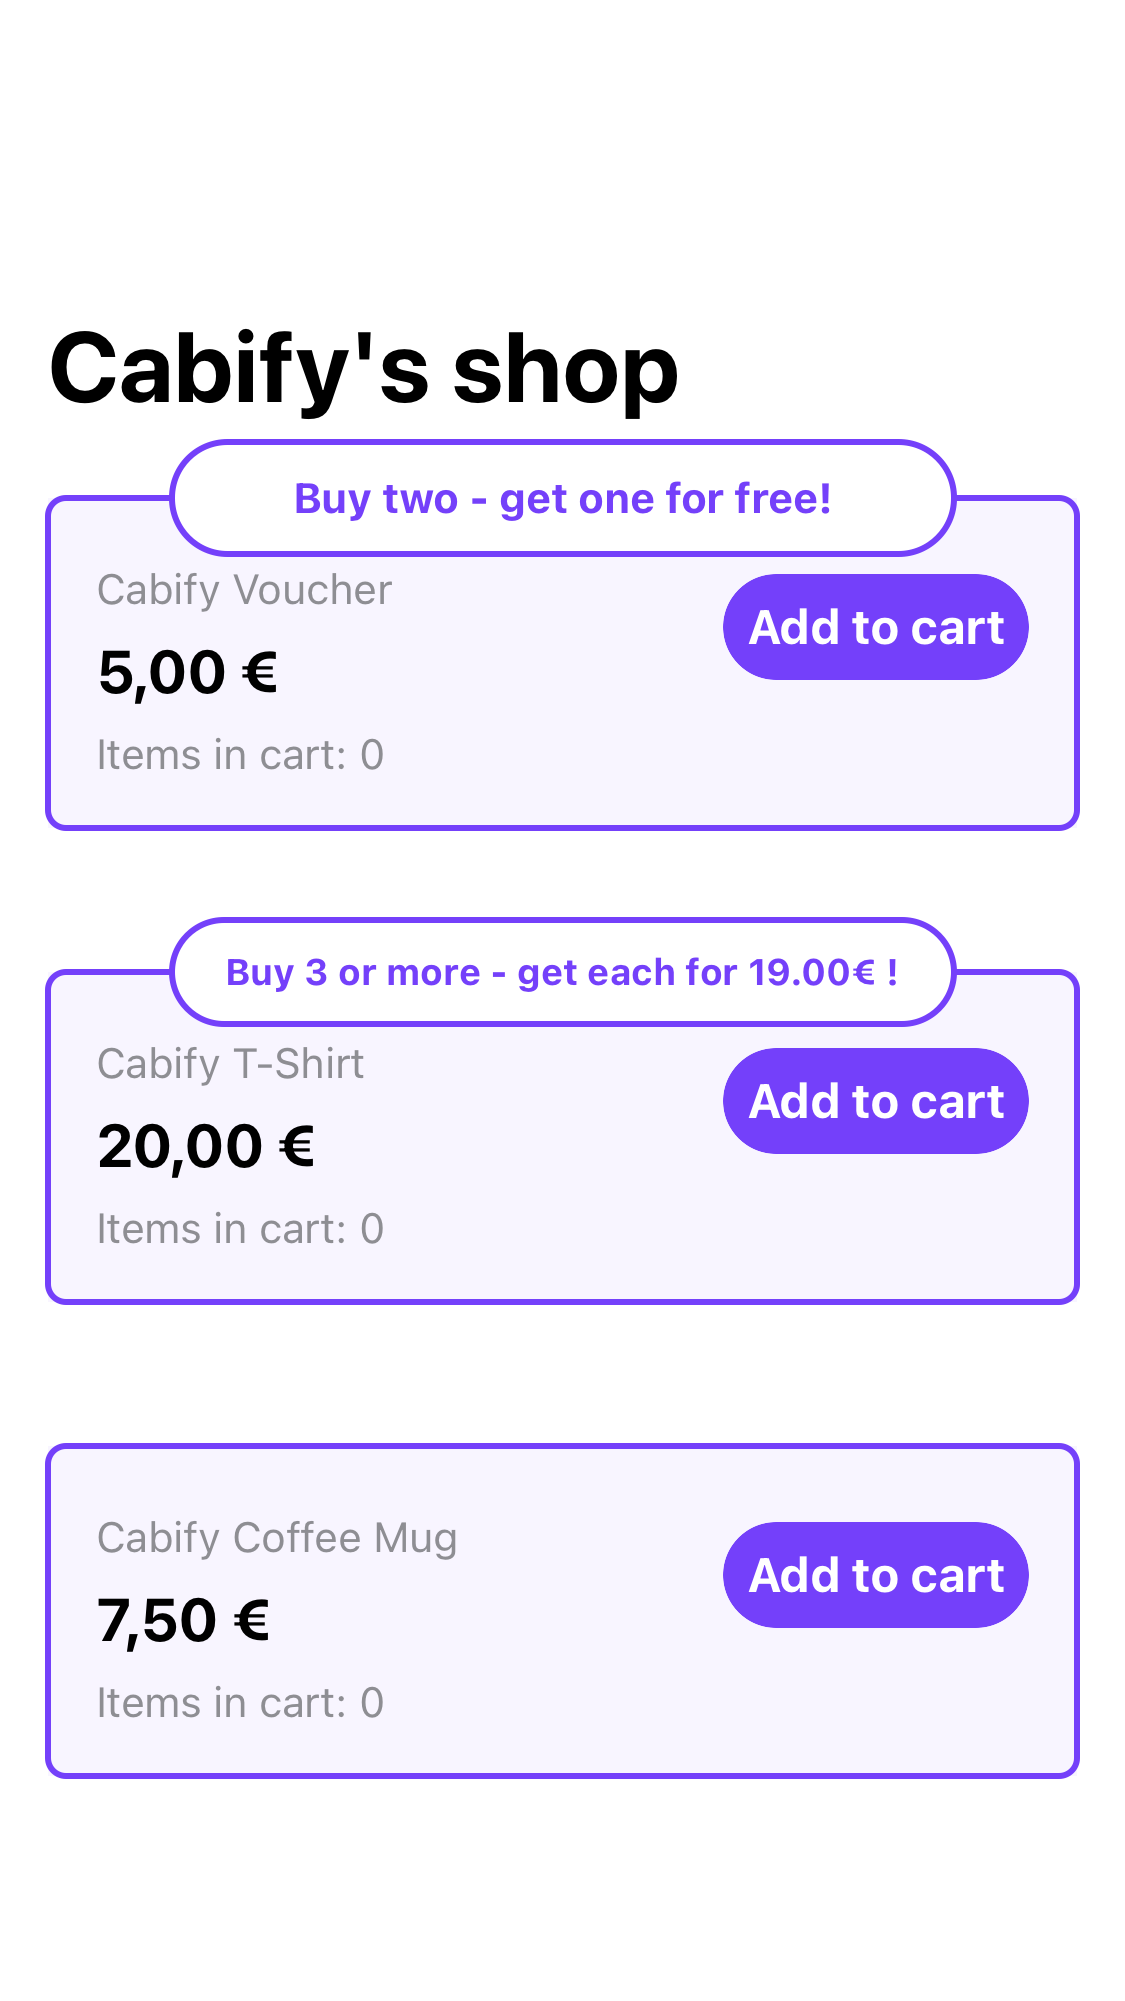 Cabify's shop
Buy two - get one for free!
Cabify Voucher
Add to cart
5,00 €
Items in cart: 0
Buy 3 or more - get each for 19.00€ !
Cabify T-Shirt
Add to cart
20,00 €
Items in cart: 0
Cabify Coffee Mug
Add to cart
7,50 €
Items in cart: 0